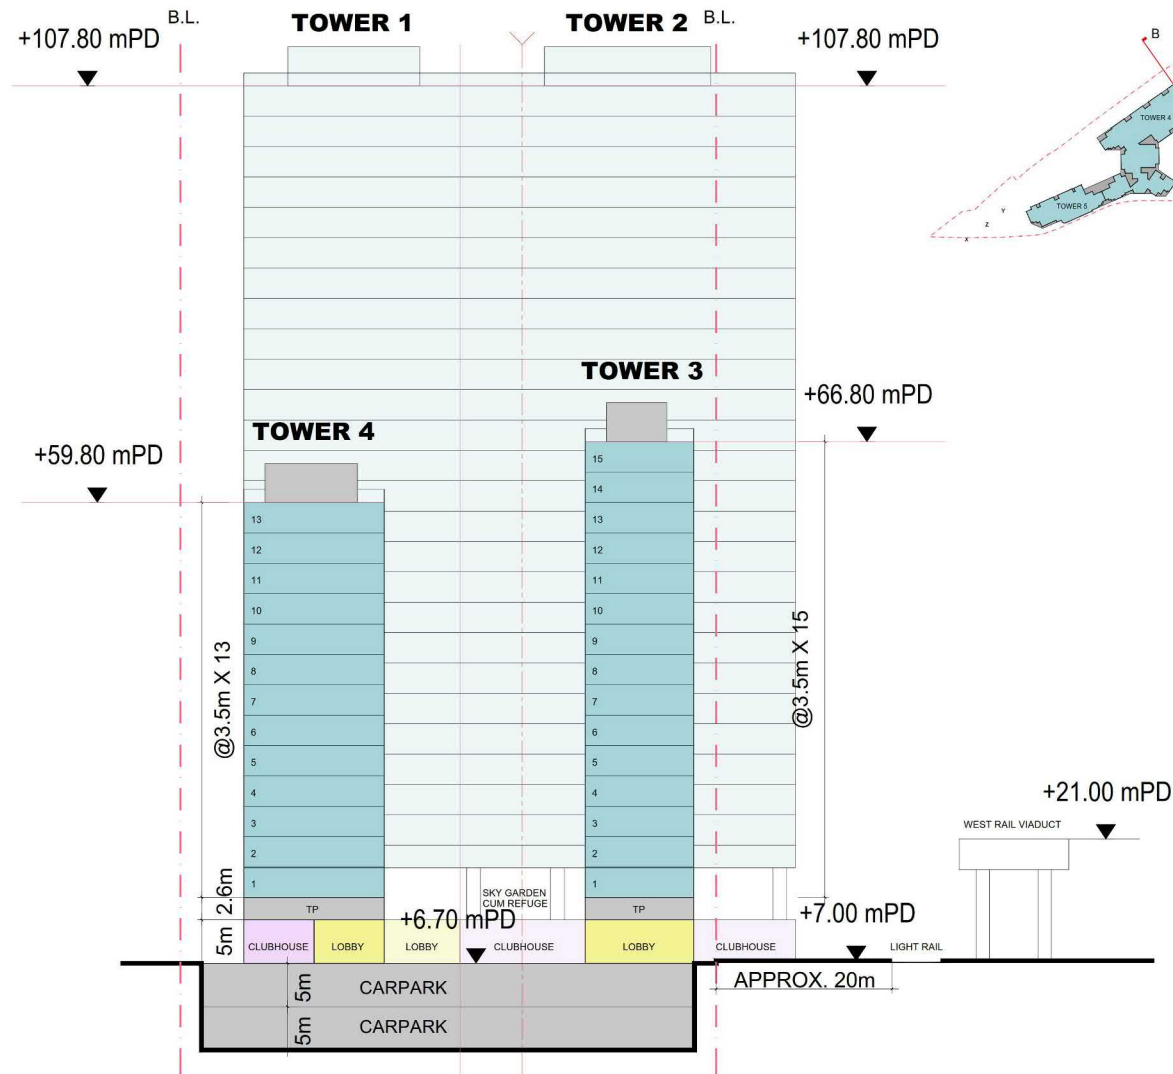 B.L.
TOWER 1
TOWER 2
B.L.
+107.80 mPD
+107.80 mPD
B
TOWER 4
TOWER 5
Y
Z
X
TOWER 3
+66.80 mPD
TOWER 4
+59.80 mPD
15
14
13
12
11
10
9
8
7
6
5
4
3
2
1
13
12
11
10
9
8
7
6
5
4
3
2
1
@3.5m X 13
@3.5m X 15
+21.00 mPD
WEST RAIL VIADUCT
2.6m
TP
SKY GARDEN
CUM REFUGE
TP
+6.70 mPD
+7.00 mPD
5m
CLUBHOUSE
LOBBY
LOBBY
CLUBHOUSE
LOBBY
CLUBHOUSE
LIGHT RAIL
APPROX. 20m
5m
CARPARK
5m
CARPARK